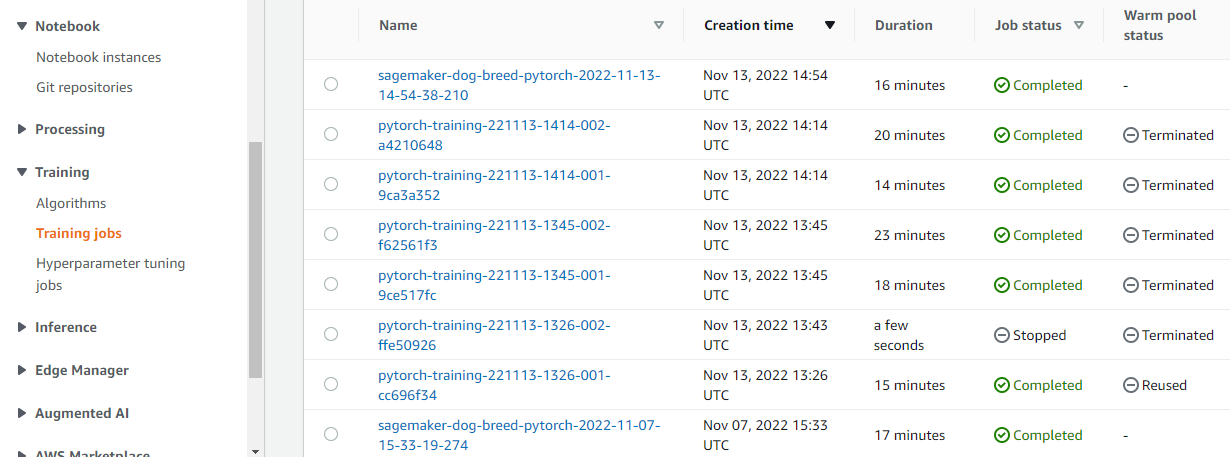 Notebook
Notebook instances
Git repositories
Processing
Training
Algorithms
Training jobs
Hyperparameter tuning
jobs
Inference
Edge Manager
Augmented AI
AWS Marketplace
Name Creation time Duration Job status Warm pool
status
sagemaker-dog-breed-pytorch-2022-11-13- Nov 13, 2022 14:54 16 minutes Completed -
14-54-38-210 UTC
pytorch-training-221113-1414-002- Nov 13, 2022 14:14 20 minutes Completed Terminated
a4210648 UTC
pytorch-training-221113-1414-001- Nov 13, 2022 14:14 14 minutes Completed Terminated
9ca3a352 UTC
pytorch-training-221113-1345-002- Nov 13, 2022 13:45 23 minutes Completed Terminated
f62561f3 UTC
pytorch-training-221113-1345-001- Nov 13, 2022 13:45 18 minutes Completed Terminated
9ce517fc UTC
pytorch-training-221113-1326-002- Nov 13, 2022 13:43 a few Stopped Terminated
ffe50926 UTC seconds
pytorch-training-221113-1326-001- Nov 13, 2022 13:26 15 minutes Completed Reused
cc696f34 UTC
sagemaker-dog-breed-pytorch-2022-11-07- Nov 07, 2022 15:33 17 minutes Completed -
15-33-19-274 UTC